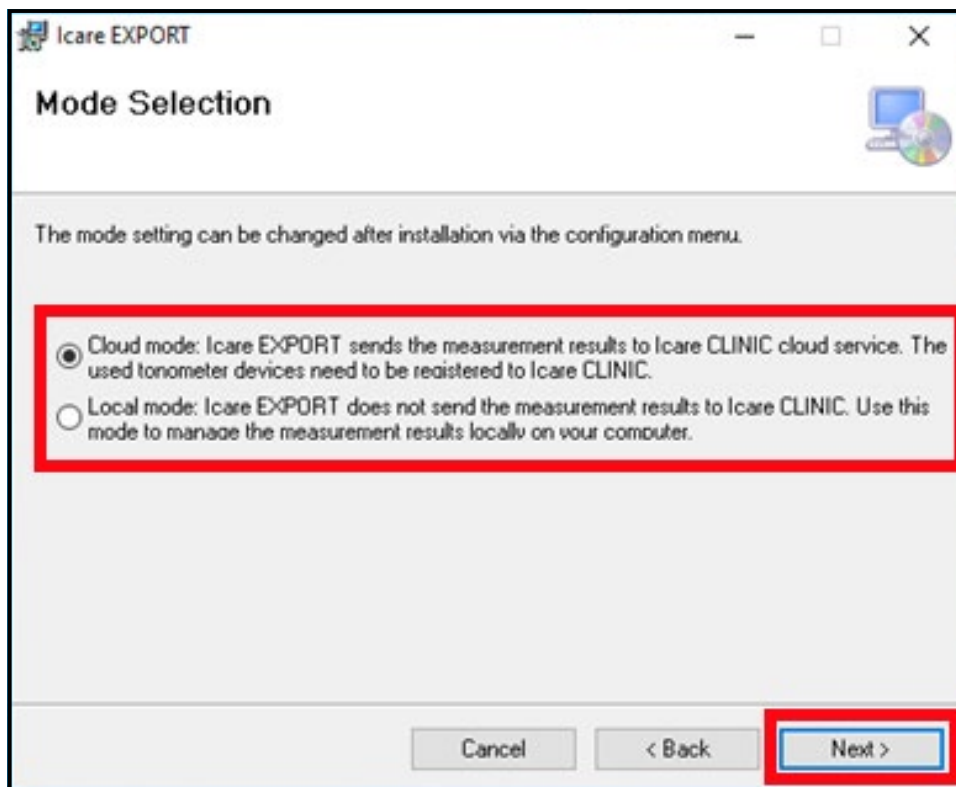 Icare EXPORT
Mode Selection
The mode setting can be changed after installation via the configuration menu.
Cloud mode: Icare EXPORT sends the measurement results to Icare CLINIC cloud service. The
used tonometer devices need to be registered to Icare CLINIC.
Local mode: Icare EXPORT does not send the measurement results to Icare CLINIC. Use this
mode to manage the measurement results locally on your computer.
Cancel
< Back
Next >